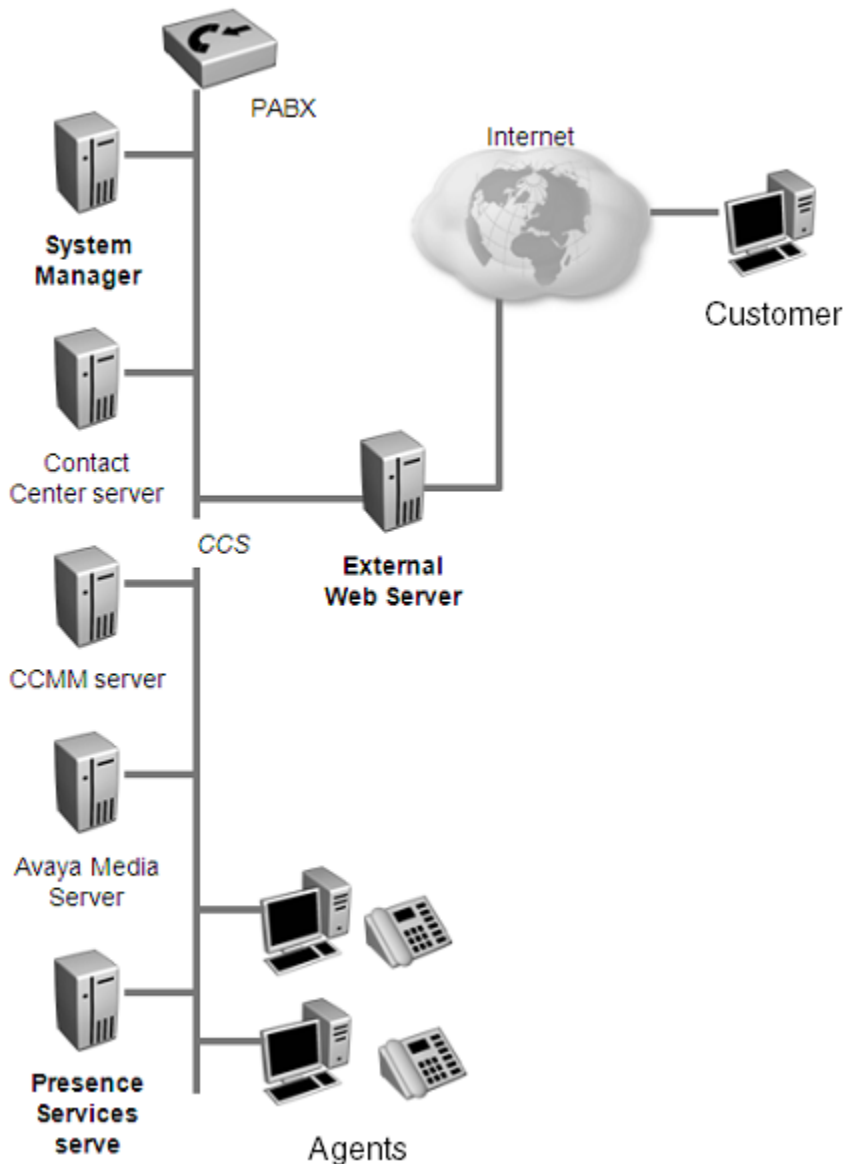 PABX
Internet
System
Manager
Customer
Contact
Center server
CCS
External
Web Server
CCMM server
Avaya Media
Server
Presence
Services
serve
Agents